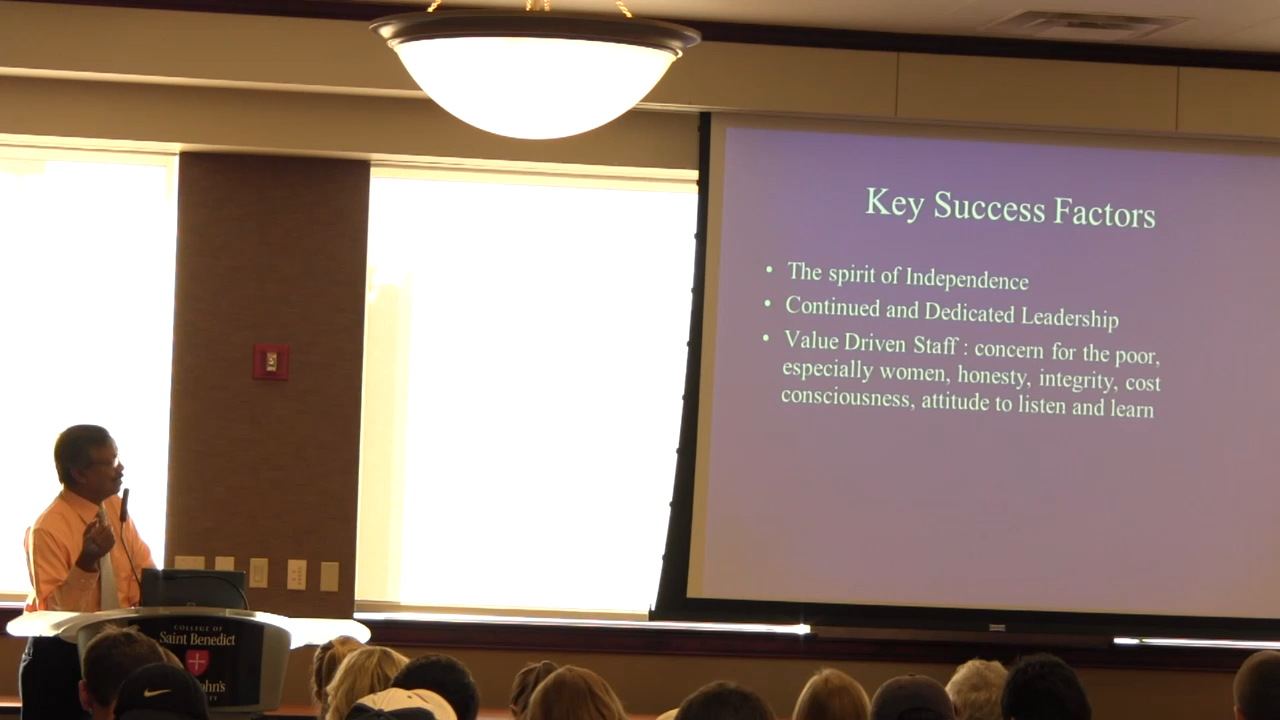 Key Success Factors
• The spirit of Independence
• Continued and Dedicated Leadership
• Value Driven Staff : concern for the poor,
especially women, honesty, integrity, cost
consciousness, attitude to listen and learn
COLLEGE OF
Saint Benedict